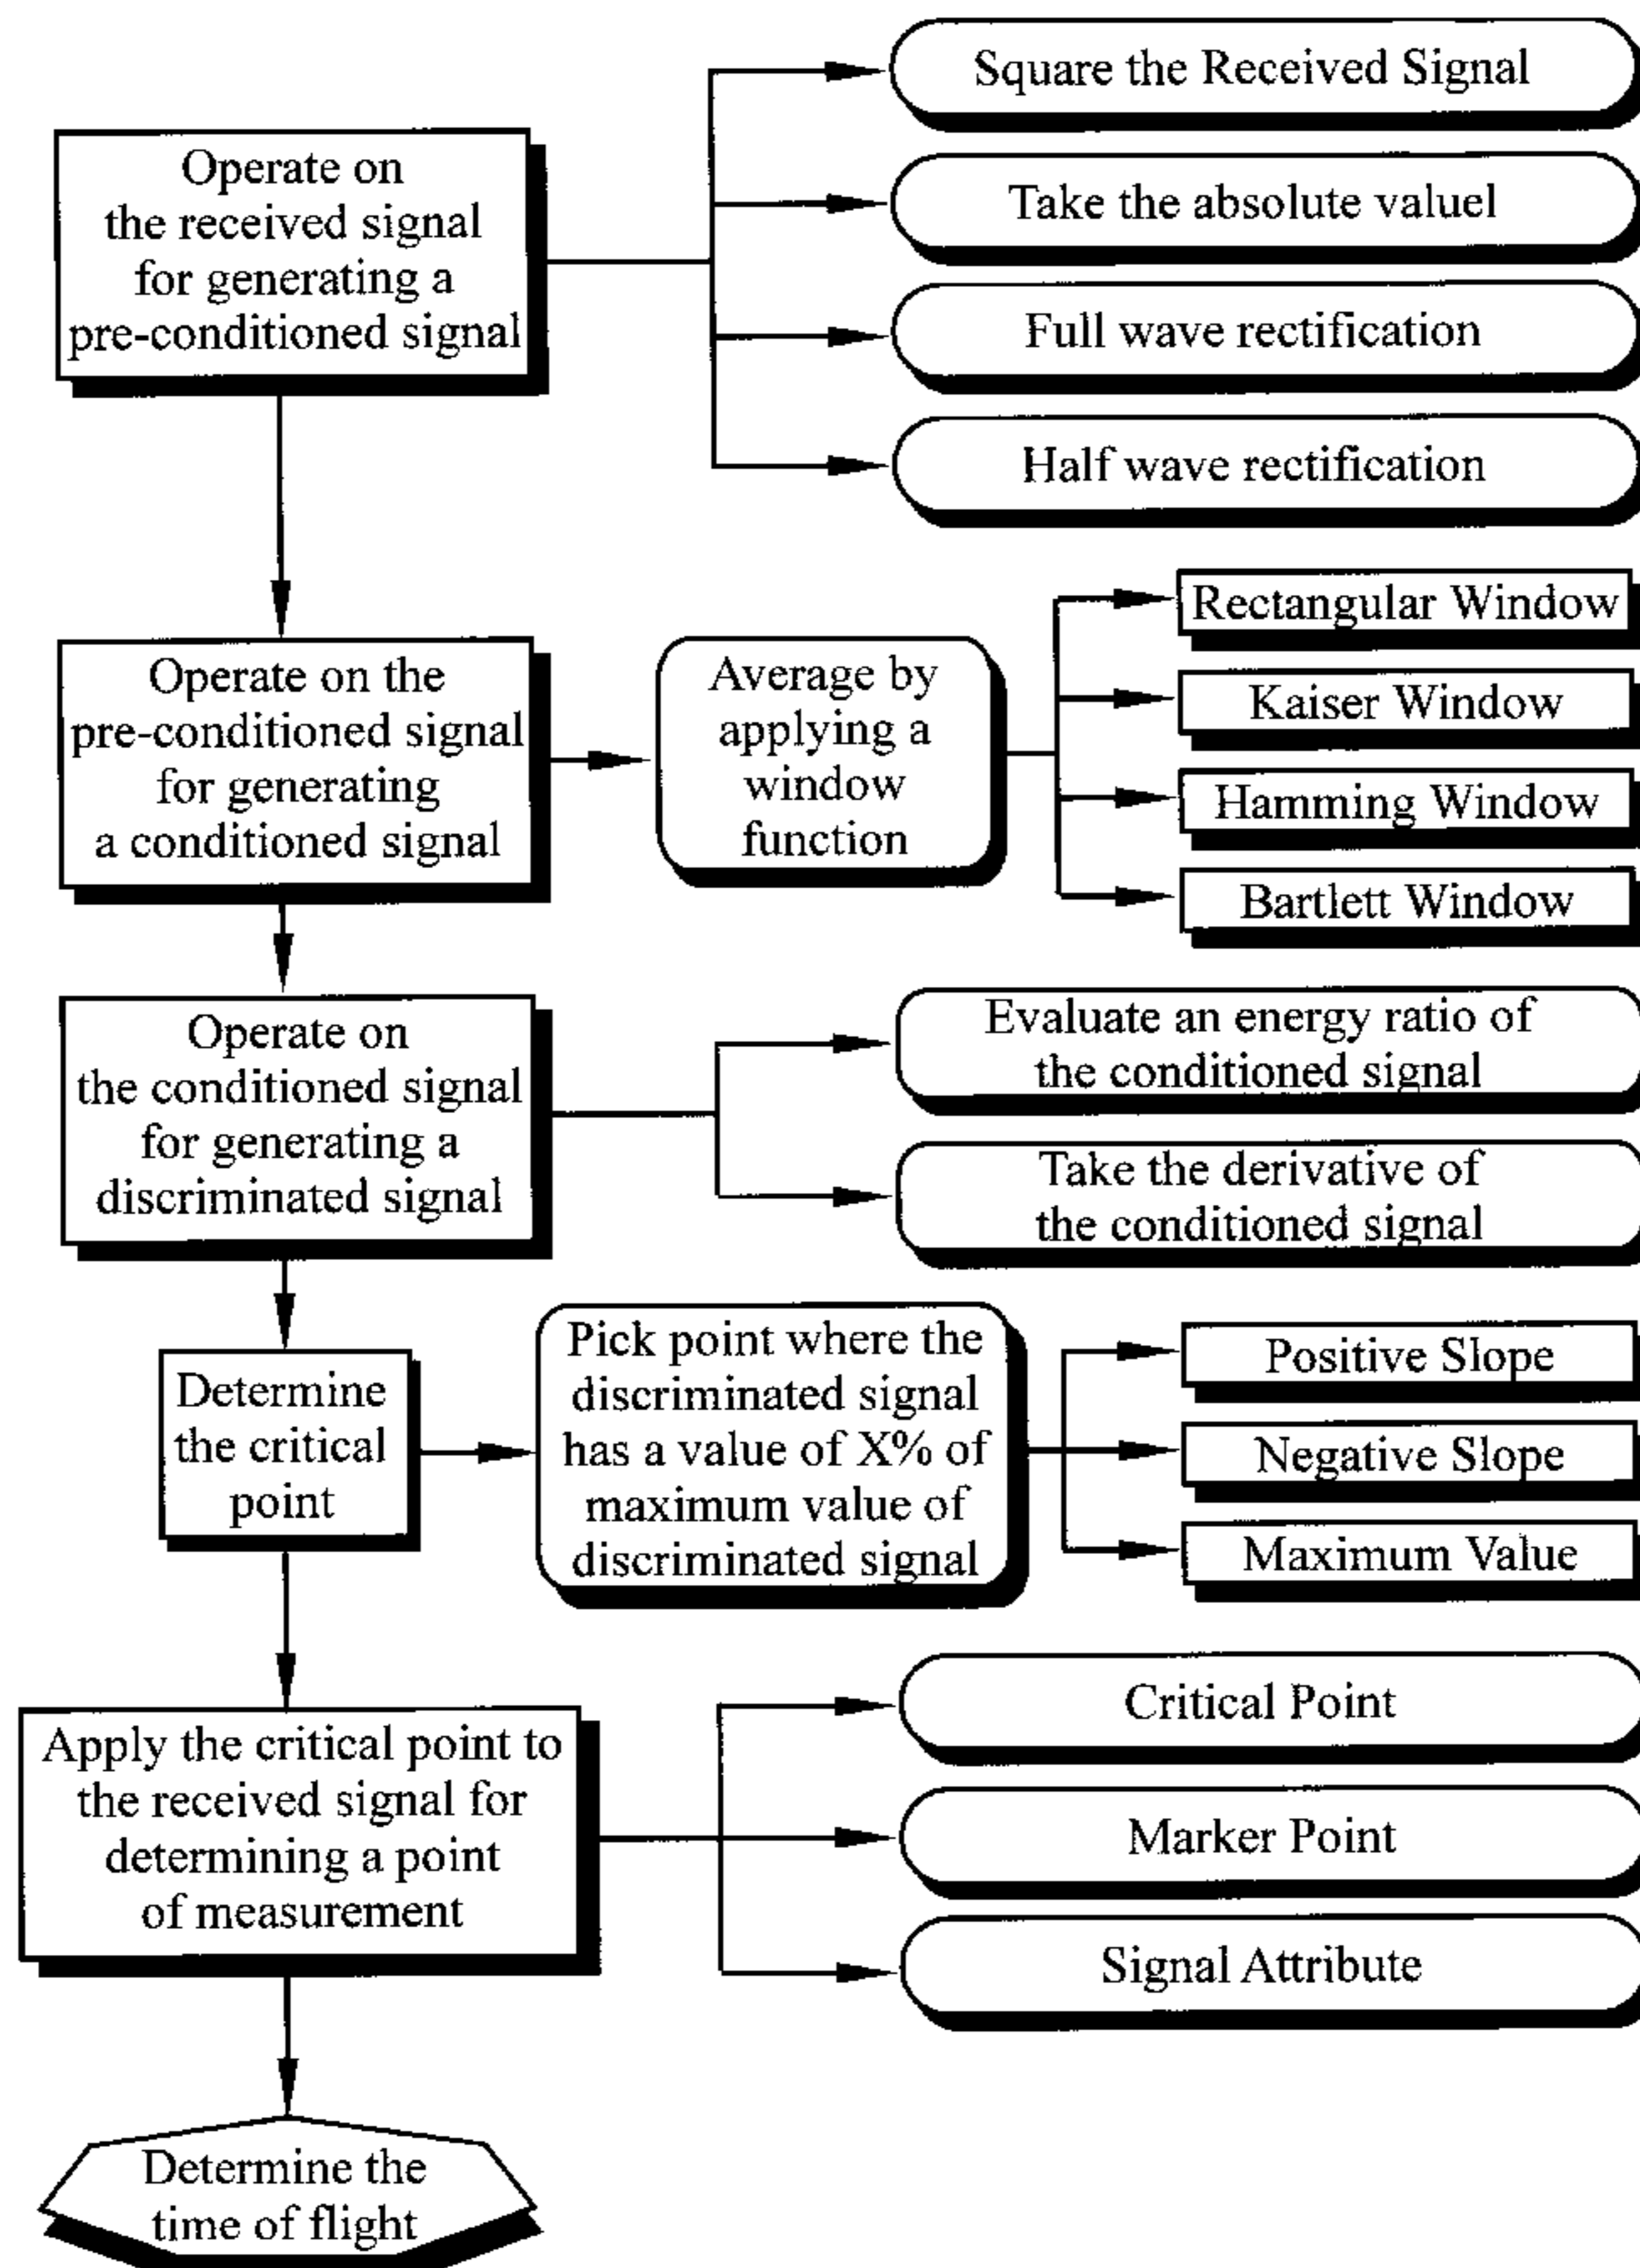 Operate on
the received signal
for generating a
pre-conditioned signal
Square the Received Signal
Take the absolute valuel
Full wave rectification
Half wave rectification
Operate on the
pre-conditioned signal
for generating
a conditioned signal
Average by
applying a
window
function
Rectangular Window
Kaiser Window
Hamming Window
Bartlett Window
Operate on
the conditioned signal
for generating a
discriminated signal
Evaluate an energy ratio of
the conditioned signal
Take the derivative of
the conditioned signal
Determine
the critical
point
Pick point where the
discriminated signal
has a value of X% of
maximum value of
discriminated signal
Positive Slope
Negative Slope
Maximum Value
Apply the critical point to
the received signal for
determining a point
of measurement
Critical Point
Marker Point
Signal Attribute
Determine the
time of flight